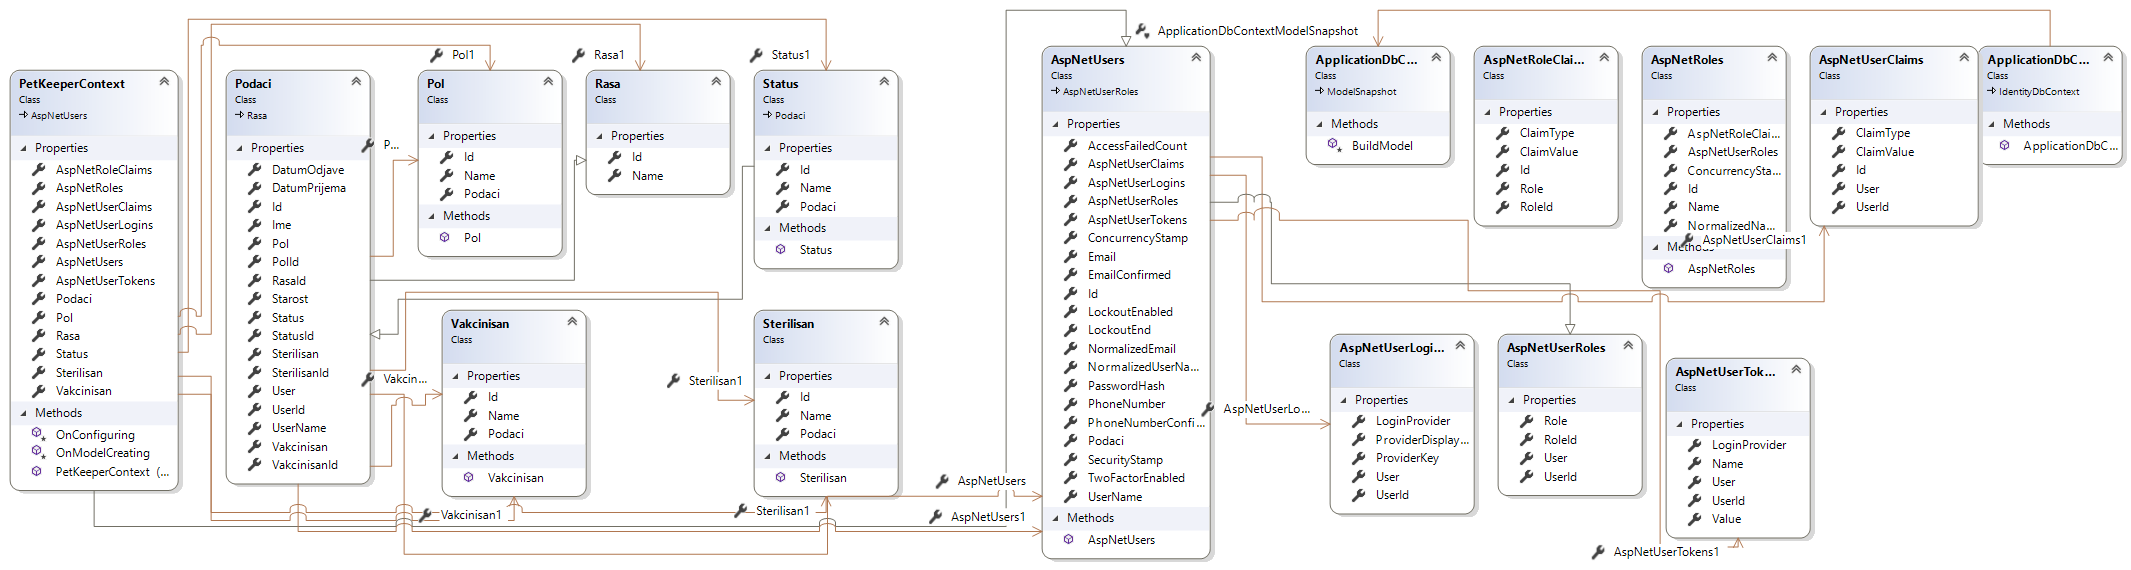 PetKeeperContext
Class
AspNetUsers
Properties
AspNetRoleClaims
AspNetRoles
AspNetUserClaims
AspNetUserLogins
AspNetUserRoles
AspNetUsers
AspNetUserTokens
Podaci
Pol
Rasa
Status
Sterilisan
Vakcinisan
Methods
OnConfiguring
OnModelCreating
PetKeeperContext (...
Podaci
Class
Rasa
Properties
DatumOdjave
DatumPrijema
Id
Ime
Pol
PolId
RasaId
Starost
Status
StatusId
Sterilisan
SterilisanId
User
UserId
UserName
Vakcinisan
VakcinisanId
P...
Pol1
Pol
Class
Properties
Id
Name
Podaci
Methods
Pol
Rasa1
Rasa
Class
Properties
Id
Name
Status1
Status
Class
Podaci
Properties
Id
Name
Podaci
Methods
Status
Vakcin...
Vakcinisan
Class
Properties
Id
Name
Podaci
Methods
Vakcinisan
Vakcinisan1
Sterilisan1
Sterilisan
Class
Properties
Id
Name
Podaci
Methods
Sterilisan
Sterilisan1
AspNetUsers
AspNetUsers1
AspNetUsers
Class
AspNetUserRoles
Properties
AccessFailedCount
AspNetUserClaims
AspNetUserLogins
AspNetUserRoles
AspNetUserTokens
ConcurrencyStamp
Email
EmailConfirmed
Id
LockoutEnabled
LockoutEnd
NormalizedEmail
NormalizedUserNa...
PasswordHash
PhoneNumber
PhoneNumberConfi...
Podaci
SecurityStamp
TwoFactorEnabled
UserName
Methods
AspNetUsers
ApplicationDbContextModelSnapshot
ApplicationDbC...
Class
ModelSnapshot
Methods
BuildModel
AspNetRoleClai...
Class
Properties
ClaimType
ClaimValue
Id
Role
RoleId
AspNetRoles
Class
Properties
AspNetRoleClai...
AspNetUserRoles
ConcurrencySta...
Id
Name
NormalizedNa...
Methods
AspNetRoles
AspNetUserClaims1
AspNetUserClaims
Class
Properties
ClaimType
ClaimValue
Id
User
UserId
ApplicationDbC...
Class
IdentityDbContext
Methods
ApplicationDbC...
AspNetUserLo...
AspNetUserLogi...
Class
Properties
LoginProvider
ProviderDisplay...
ProviderKey
User
UserId
AspNetUserRoles
Class
Properties
Role
RoleId
User
UserId
AspNetUserTok...
Class
Properties
LoginProvider
Name
User
UserId
Value
AspNetUserTokens1